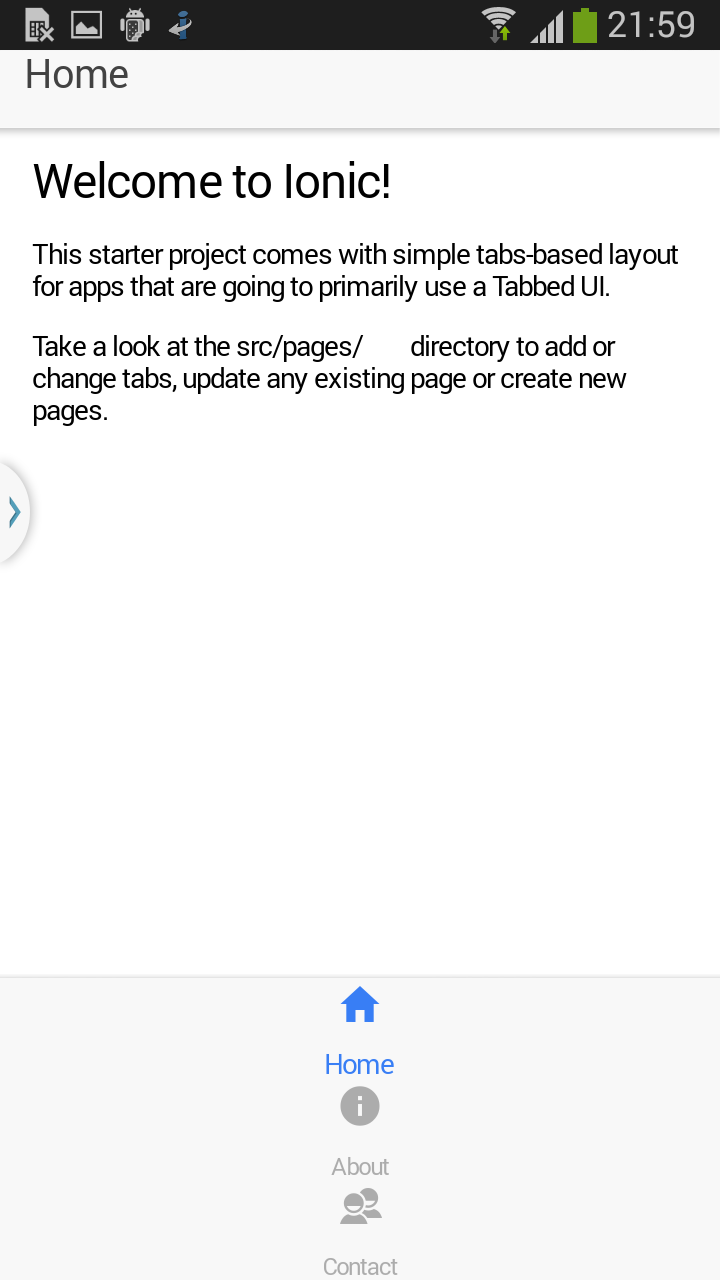 21:59
Home
Welcome to Ionic!
This starter project comes with simple tabs-based layout
for apps that are going to primarily use a Tabbed UI.
Take a look at the src/pages/ directory to add or
change tabs, update any existing page or create new
pages.
Home
About
Contact